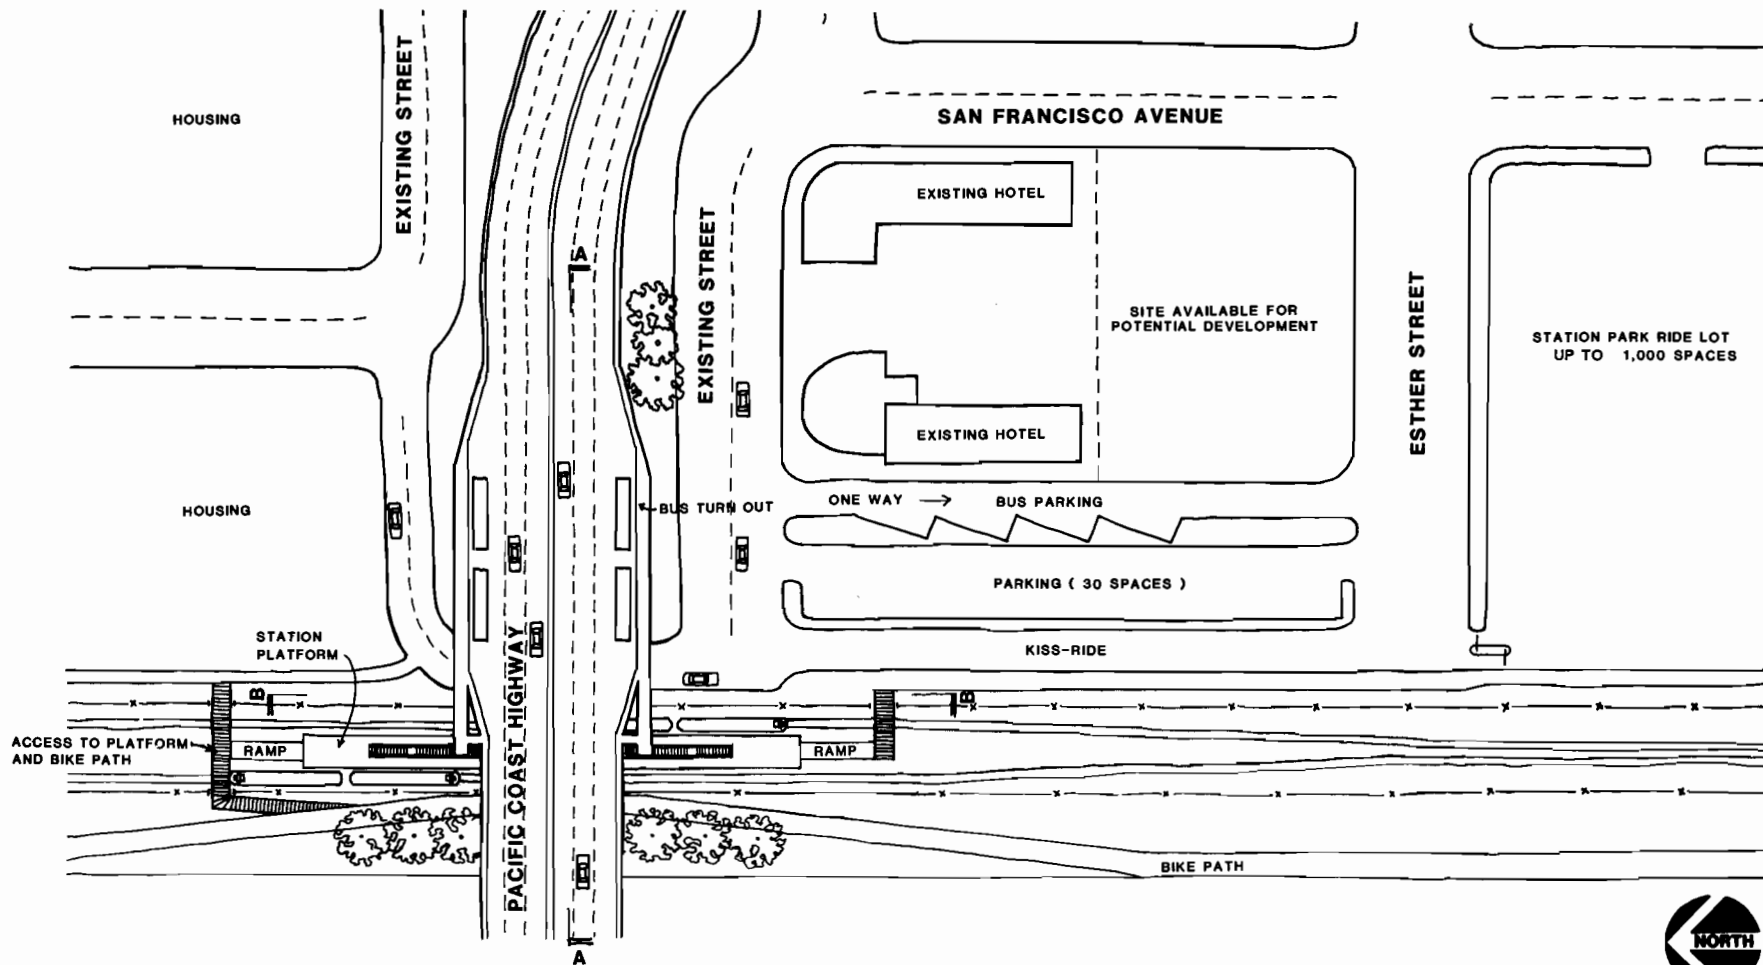 HOUSING
EXISTING STREET
SAN FRANCISCO AVENUE
EXISTING HOTEL
EXISTING STREET
A
SITE AVAILABLE FOR
POTENTIAL DEVELOPMENT
ESTHER STREET
STATION PARK RIDE LOT
UP TO 1,000 SPACES
EXISTING HOTEL
HOUSING
BUS TURN OUT
ONE WAY
BUS PARKING
PARKING ( 30 SPACES )
STATION
PLATFORM
KISS-RIDE
PACIFIC COAST HIGHWAY
B
B
ACCESS TO PLATFORM
AND BIKE PATH
RAMP
RAMP
BIKE PATH
NORTH
A